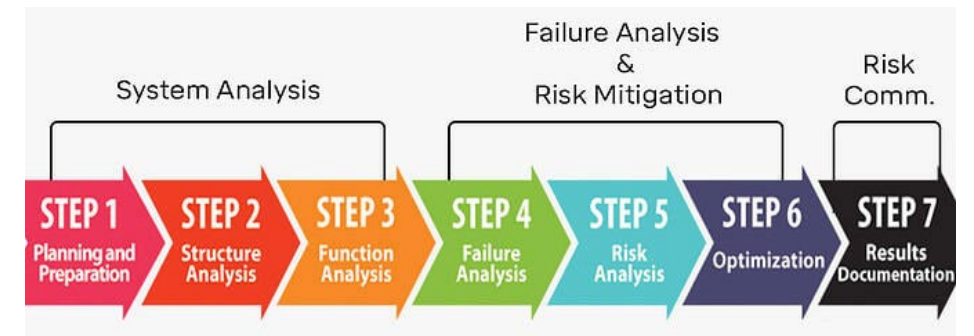 System Analysis
Failure Analysis
&
Risk Mitigation
Risk
Comm.
STEP 1
Planning and
Preparation
STEP 2
Structure
Analysis
STEP 3
Function
Analysis
STEP 4
Failure
Analysis
STEP 5
Risk
Analysis
STEP 6
Optimization
STEP 7
Results
Documentation